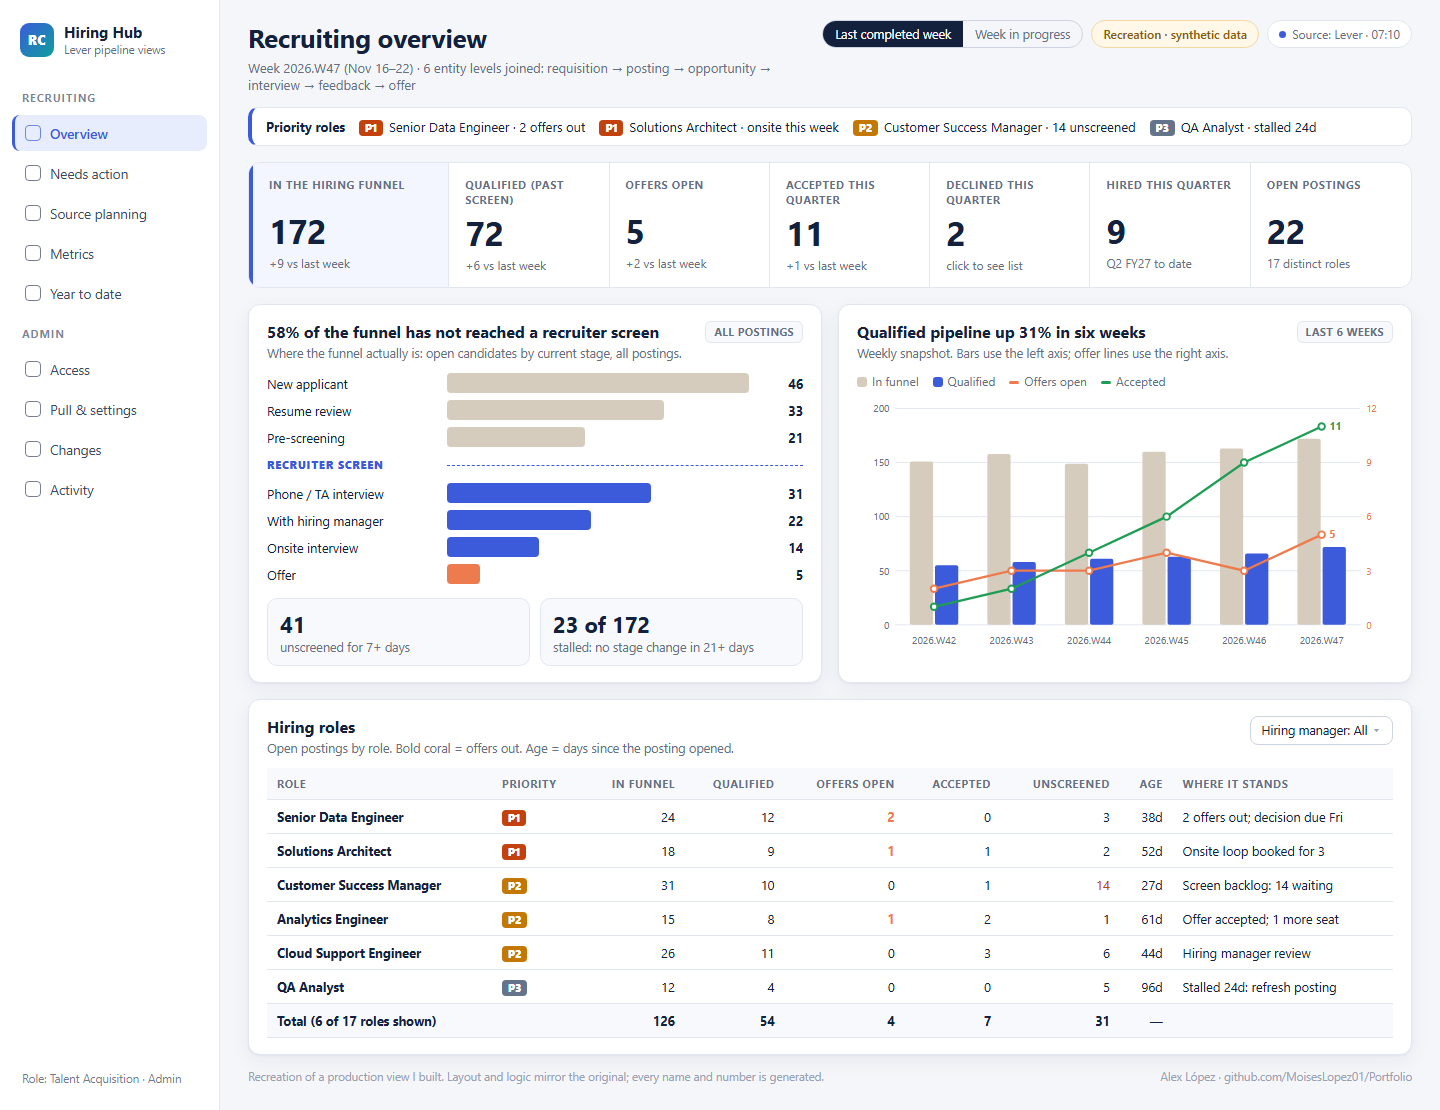 RC
Hiring Hub
Lever pipeline views
RECRUITING
Overview
Needs action
Source planning
Metrics
Year to date
ADMIN
Access
Pull & settings
Changes
Activity
Role: Talent Acquisition · Admin
Recruiting overview
Week 2026.W47 (Nov 16–22) · 6 entity levels joined: requisition → posting → opportunity →
interview → feedback → offer
Last completed week
Week in progress
Recreation · synthetic data
Source: Lever · 07:10
Priority roles P1 Senior Data Engineer · 2 offers out P1 Solutions Architect · onsite this week P2 Customer Success Manager · 14 unscreened P3 QA Analyst · stalled 24d
IN THE HIRING FUNNEL
172
+9 vs last week
QUALIFIED (PAST
SCREEN)
72
+6 vs last week
OFFERS OPEN
5
+2 vs last week
ACCEPTED THIS
QUARTER
11
+1 vs last week
DECLINED THIS
QUARTER
2
click to see list
HIRED THIS QUARTER
9
Q2 FY27 to date
OPEN POSTINGS
22
17 distinct roles
58% of the funnel has not reached a recruiter screen
ALL POSTINGS
Where the funnel actually is: open candidates by current stage, all postings.
New applicant 46
Resume review 33
Pre-screening 21
RECRUITER SCREEN
Phone / TA interview 31
With hiring manager 22
Onsite interview 14
Offer 5
41
unscreened for 7+ days
23 of 172
stalled: no stage change in 21+ days
Qualified pipeline up 31% in six weeks
LAST 6 WEEKS
Weekly snapshot. Bars use the left axis; offer lines use the right axis.
In funnel Qualified Offers open Accepted
200 12
11
150 9
100 6
5
50 3
0 0
2026.W42 2026.W43 2026.W44 2026.W45 2026.W46 2026.W47
Hiring roles
Open postings by role. Bold coral = offers out. Age = days since the posting opened.
Hiring manager: All
ROLE PRIORITY IN FUNNEL QUALIFIED OFFERS OPEN ACCEPTED UNSCREENED AGE WHERE IT STANDS
Senior Data Engineer P1 24 12 2 0 3 38d 2 offers out; decision due Fri
Solutions Architect P1 18 9 1 1 2 52d Onsite loop booked for 3
Customer Success Manager P2 31 10 0 1 14 27d Screen backlog: 14 waiting
Analytics Engineer P2 15 8 1 2 1 61d Offer accepted; 1 more seat
Cloud Support Engineer P2 26 11 0 3 6 44d Hiring manager review
QA Analyst P3 12 4 0 0 5 96d Stalled 24d: refresh posting
Total (6 of 17 roles shown) 126 54 4 7 31 —
Recreation of a production view I built. Layout and logic mirror the original; every name and number is generated.
Alex López · github.com/MoisesLopez01/Portfolio